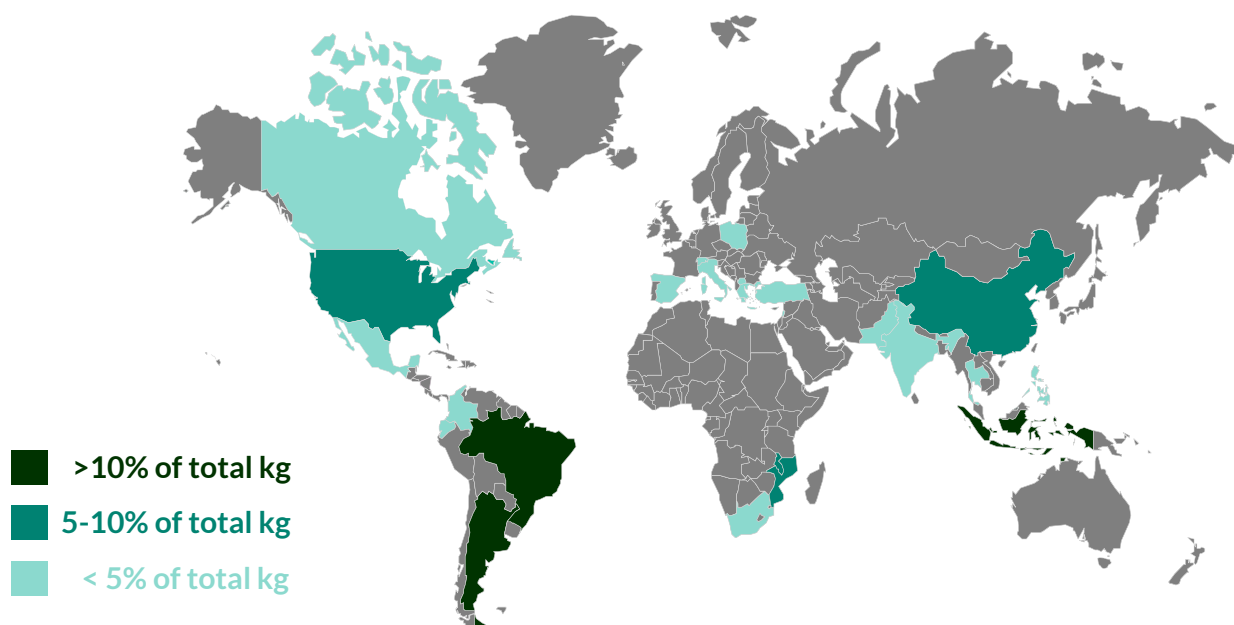 >10% of total kg
5-10% of total kg
< 5% of total kg